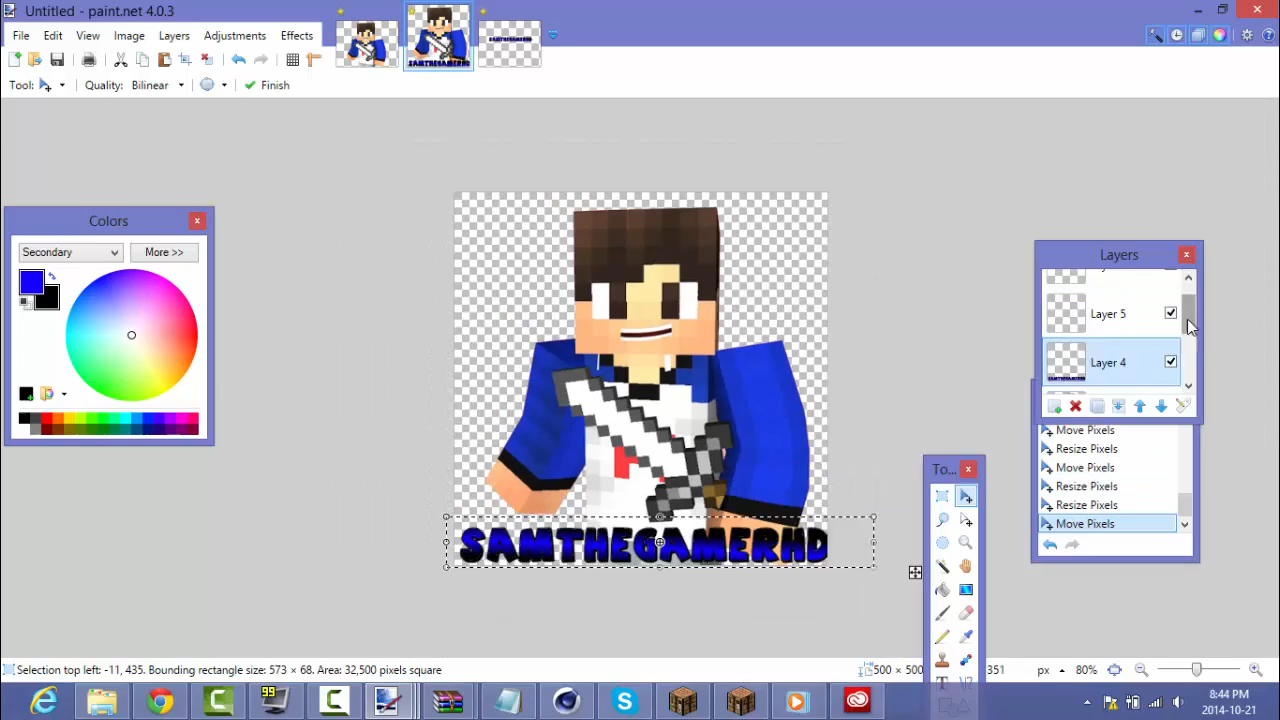 Untitled - paint.net 4.0.3
File Edit View Image Layers Adjustments Effects
SAMTHEGAMERHD
Tool: Quality: Bilinear Finish
Colors
Secondary More >>
Layers
Layer 5
Layer 4
Move Pixels
Resize Pixels
Move Pixels
Resize Pixels
Resize Pixels
Move Pixels
To...
SAMTHEGAMERHD
Selection top left: -11, 435. Bounding rectangle size: 573 × 68. Area: 32,500 pixels square
500 × 500
351
px
80%
99
8:44 PM
2014-10-21